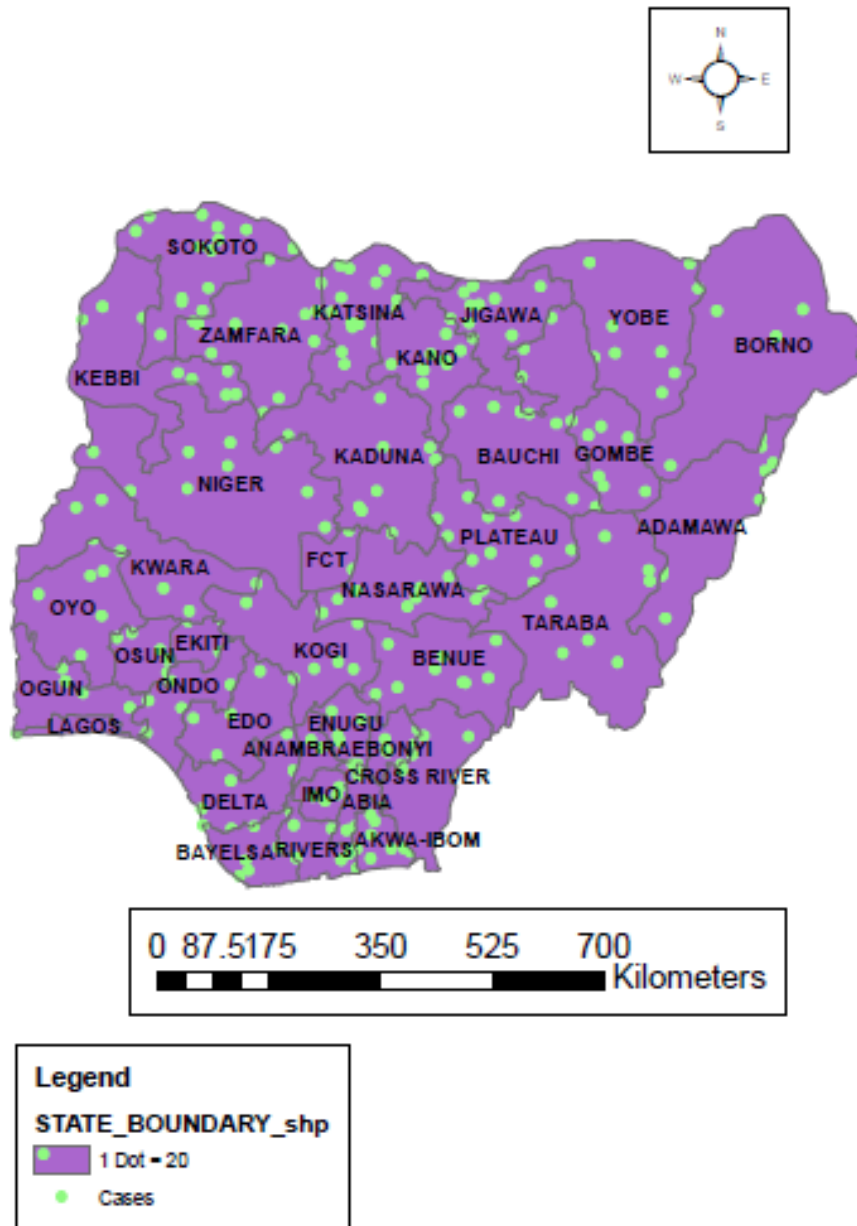 N
W E
S
SOKOTO
KATSINA
JIGAWA
YOBE
ZAMFARA
BORNO
KANO
KEBBI
KADUNA
BAUCHI
GOMBE
NIGER
ADAMAWA
PLATEAU
FCT
KWARA
NASARAWA
OYO
TARABA
EKITI
OSUN
KOGI
BENUE
OGUN
ONDO
LAGOS
EDO
ENUGU
ANAMBRAEBONYI
CROSS RIVER
IMO
ABIA
DELTA
AKWA-IBOM
BAYELSA
RIVERS
0 87.5175 350 525 700
Kilometers
Legend
STATE_BOUNDARY_shp
1 Dot = 20
Cases